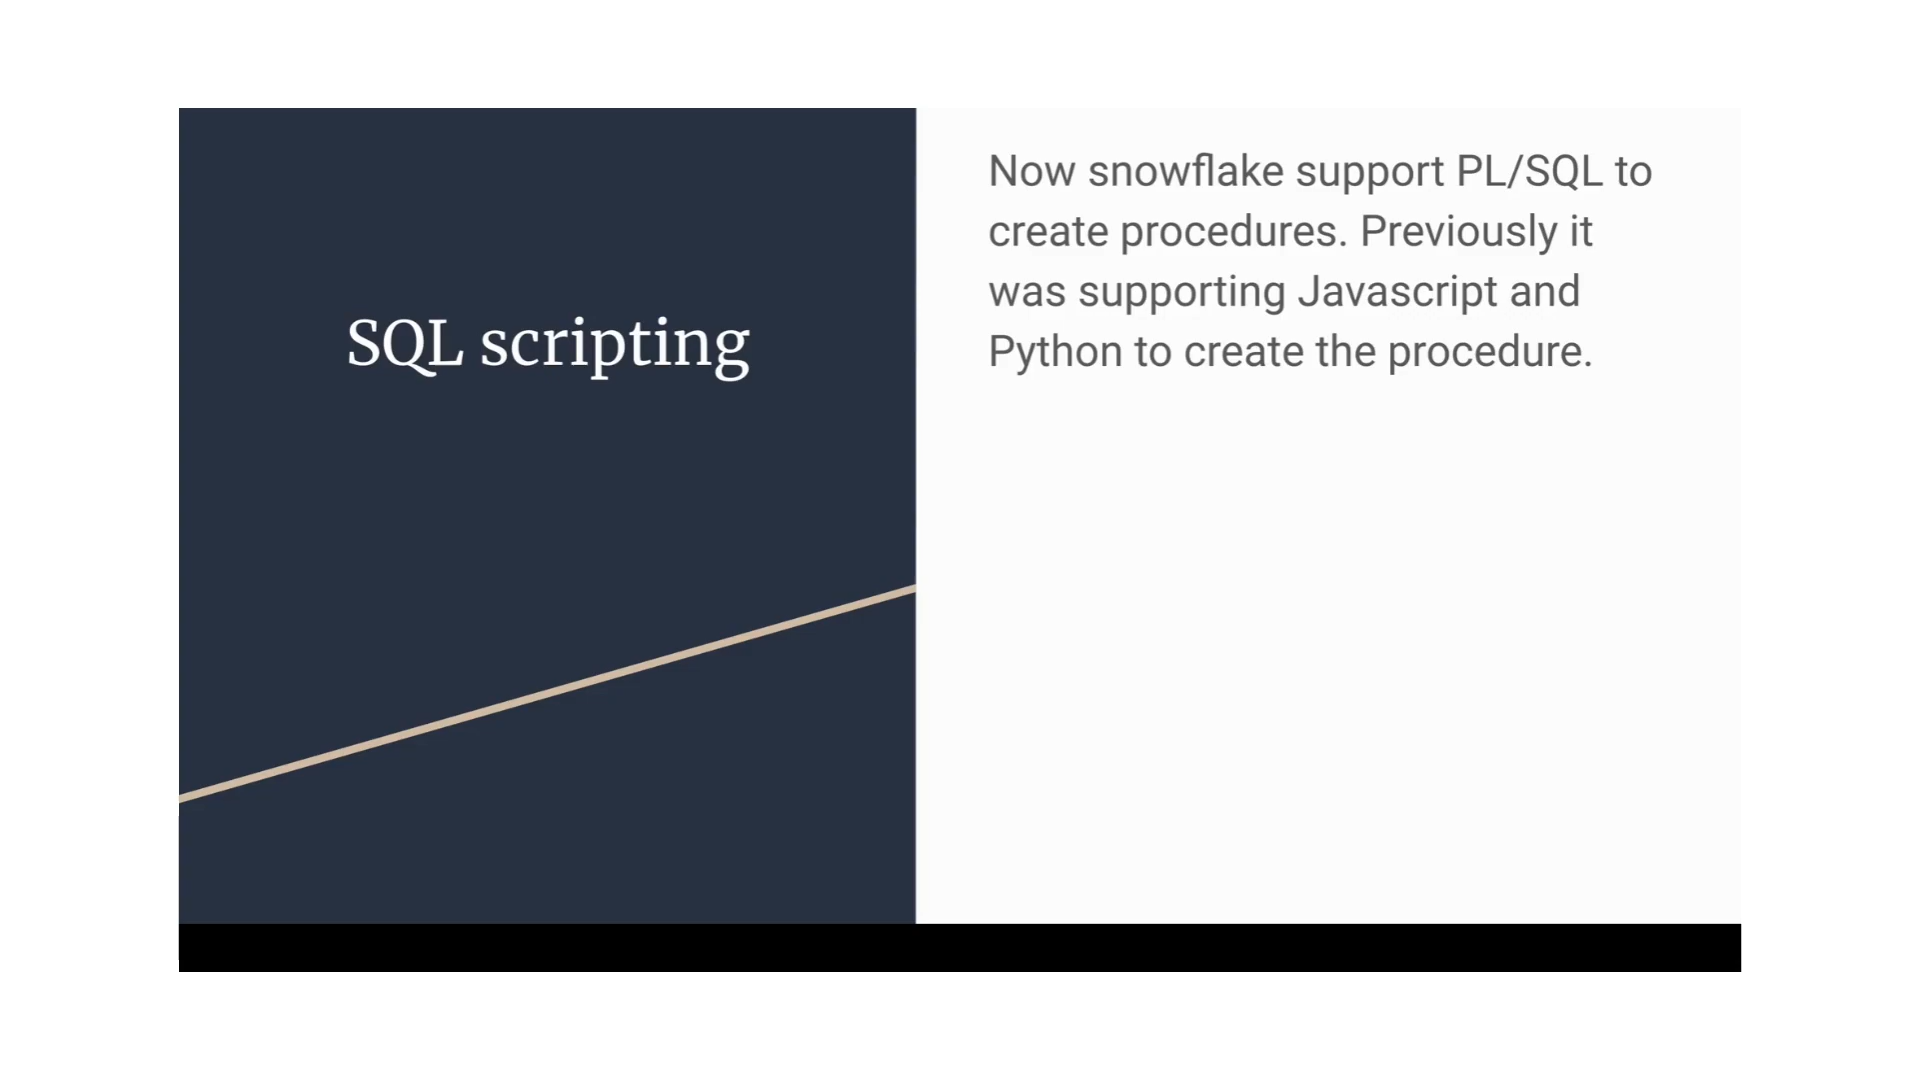 SQL scripting
Now snowflake support PL/SQL to
create procedures. Previously it
was supporting Javascript and
Python to create the procedure.